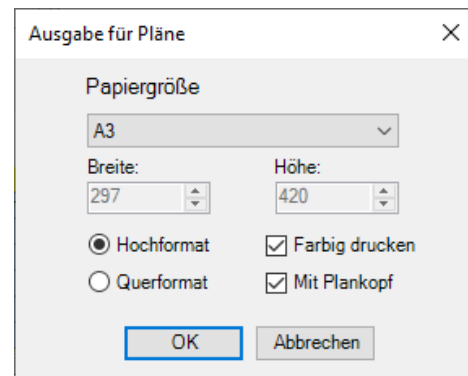 Ausgabe für Pläne
Papiergröße
A3
Breite: Höhe:
297 420
Hochformat Farbig drucken
Querformat Mit Plankopf
OK Abbrechen